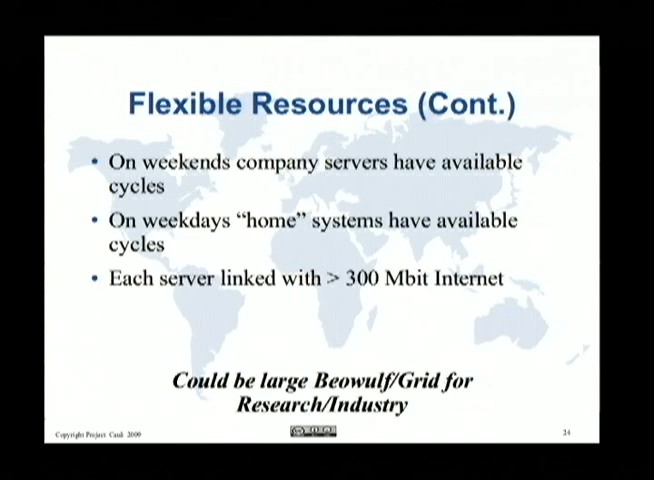 Flexible Resources (Cont.)
• On weekends company servers have available
cycles
• On weekdays “home” systems have available
cycles
• Each server linked with > 300 Mbit Internet
Could be large Beowulf/Grid for
Research/Industry
Copyright Project Cauã 2009
24